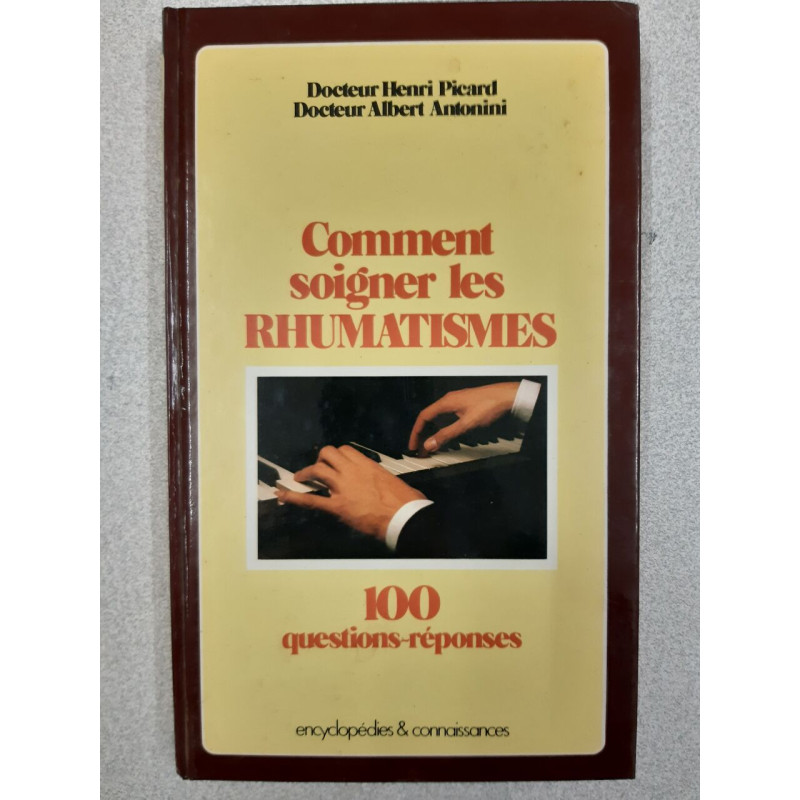 Docteur Henri Picard
Docteur Albert Antonini
Comment
soigner les
RHUMATISMES
100
questions-réponses
encyclopédies & connaissances